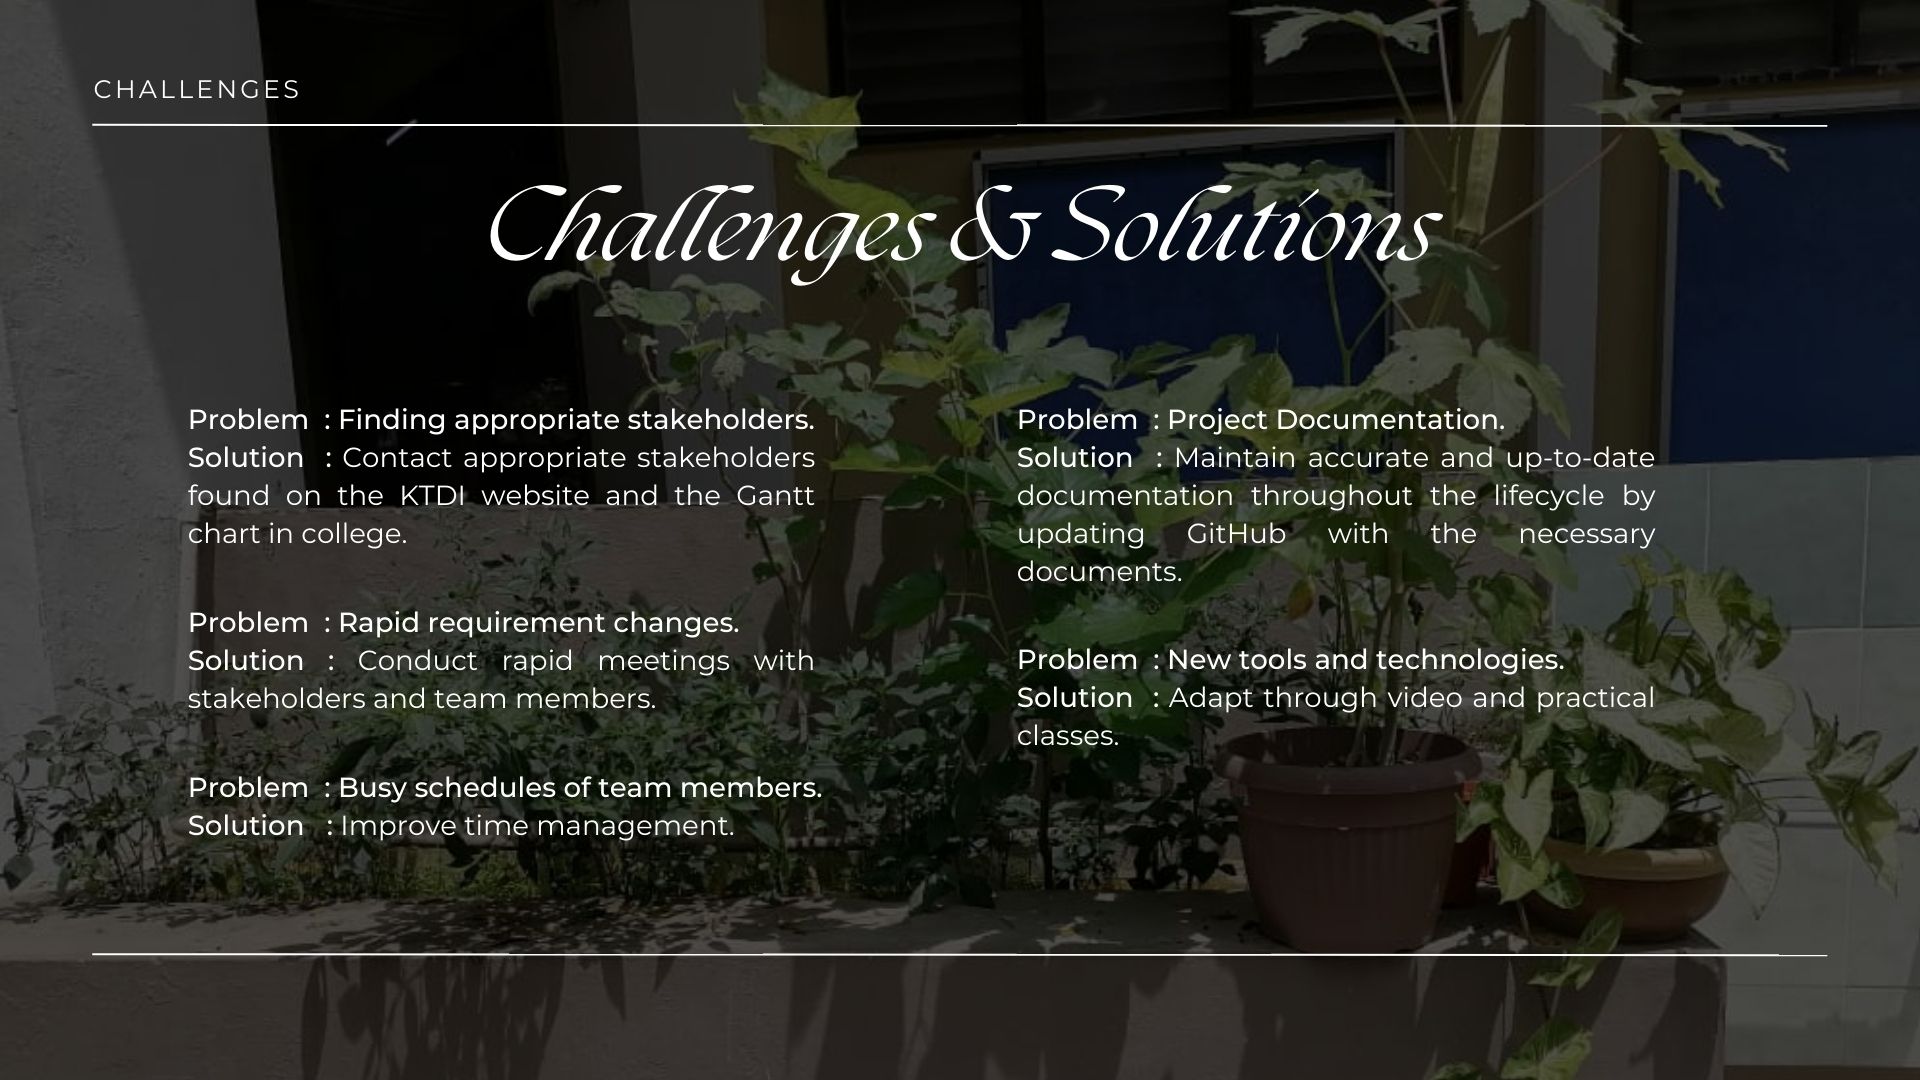 CHALLENGES
Challenges & Solutions
Problem : Finding appropriate stakeholders.
Solution : Contact appropriate stakeholders
found on the KTDI website and the Gantt
chart in college.
Problem : Rapid requirement changes.
Solution : Conduct rapid meetings with
stakeholders and team members.
Problem : Busy schedules of team members.
Solution : Improve time management.
Problem : Project Documentation.
Solution : Maintain accurate and up-to-date
documentation throughout the lifecycle by
updating GitHub with the necessary
documents.
Problem : New tools and technologies.
Solution : Adapt through video and practical
classes.